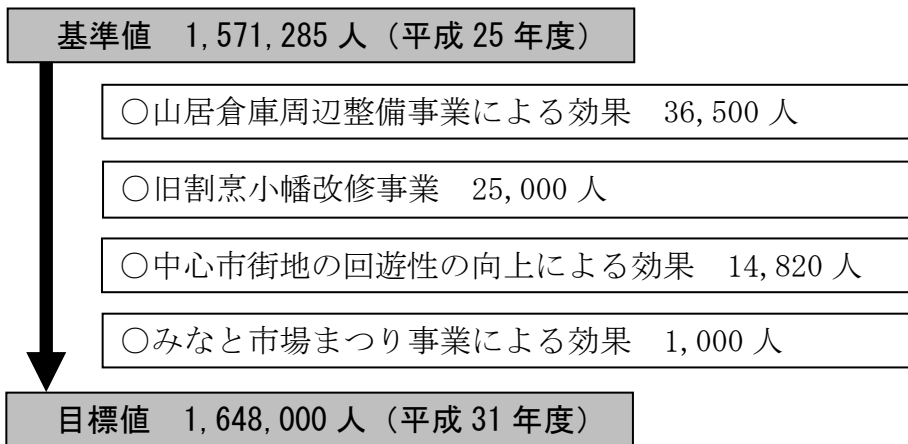 基準値 1,571,285 人（平成 25 年度）
○山居倉庫周辺整備事業による効果 36,500 人
○旧割烹小幡改修事業 25,000 人
○中心市街地の回遊性の向上による効果 14,820 人
○みなと市場まつり事業による効果 1,000 人
目標値 1,648,000 人（平成 31 年度）